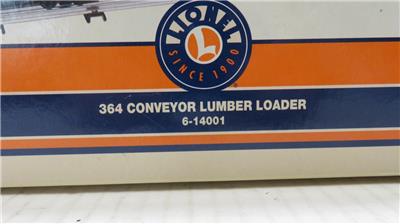 LIONEL
L
SINCE 1900
364 CONVEYOR LUMBER LOADER
6-14001